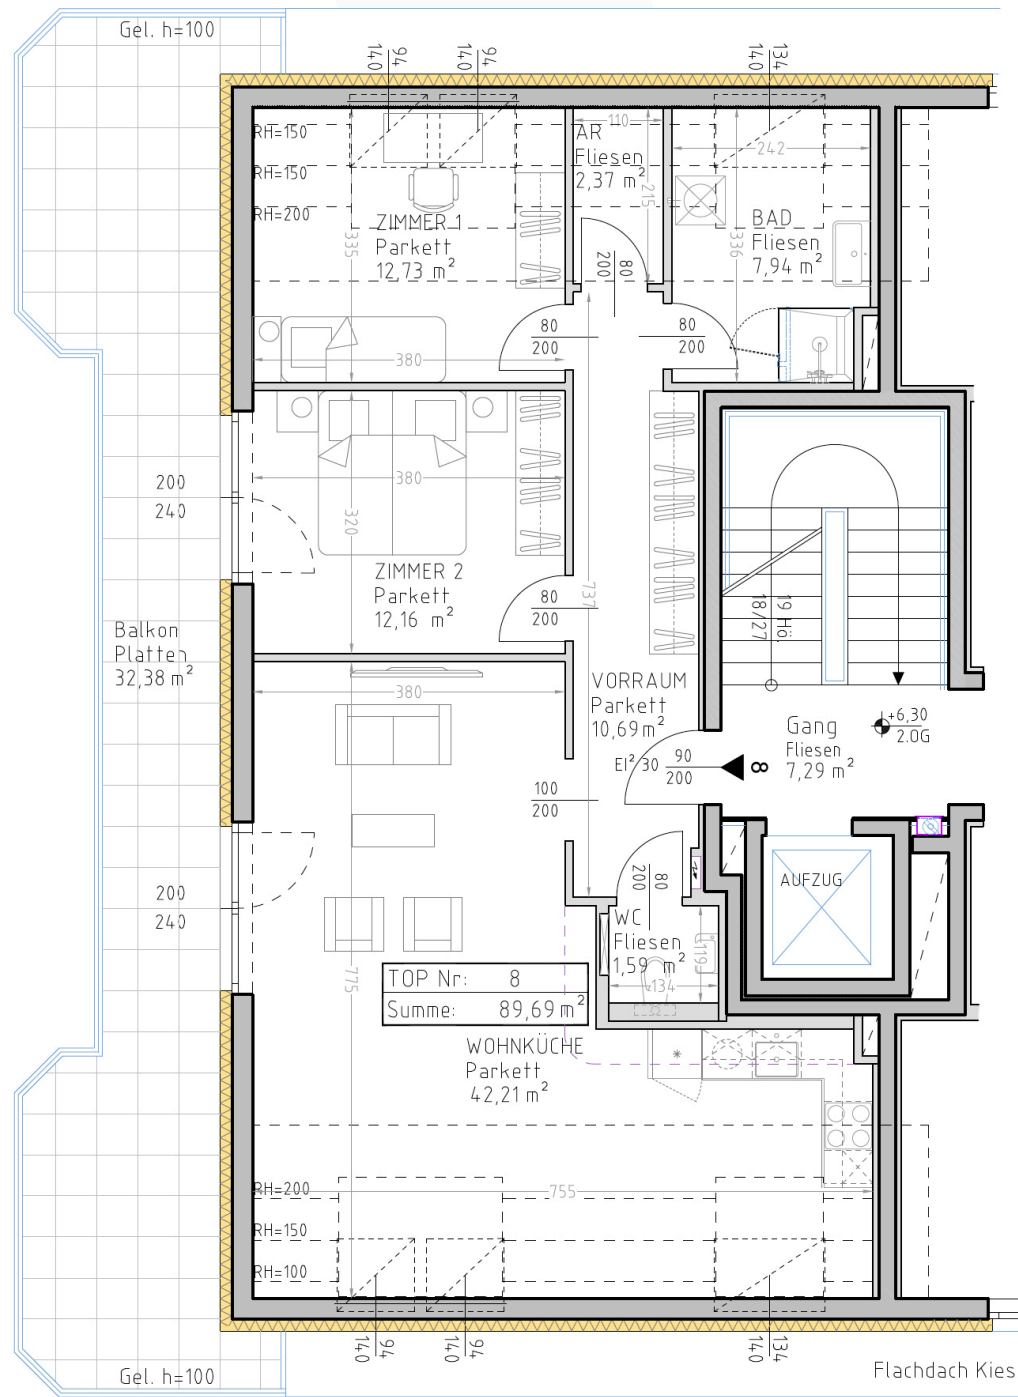 Gel. h=100
94
140
94
140
134
140
RH=150
RH=150
RH=200
ZIMMER 1
Parkett
12,73 m²
335
380
110
AR
Fliesen
2,37 m²
215
80
200
242
BAD
Fliesen
7,94 m²
336
80
200
80
200
200
240
380
320
ZIMMER 2
Parkett
12,16 m²
80
200
737
19 Hö.
18/27
Balkon
Platten
32,38 m²
380
VORRAUM
Parkett
10,69 m²
Gang
Fliesen
7,29 m²
+6,30
2.OG
EI² 30
90
200
8
100
200
200
240
80
200
AUFZUG
WC
Fliesen
1,59 m²
119
134
775
TOP Nr: 8
Summe: 89,69 m²
WOHNKÜCHE
Parkett
42,21 m²
RH=200
755
RH=150
RH=100
94
140
94
140
134
140
Gel. h=100
Flachdach Kies